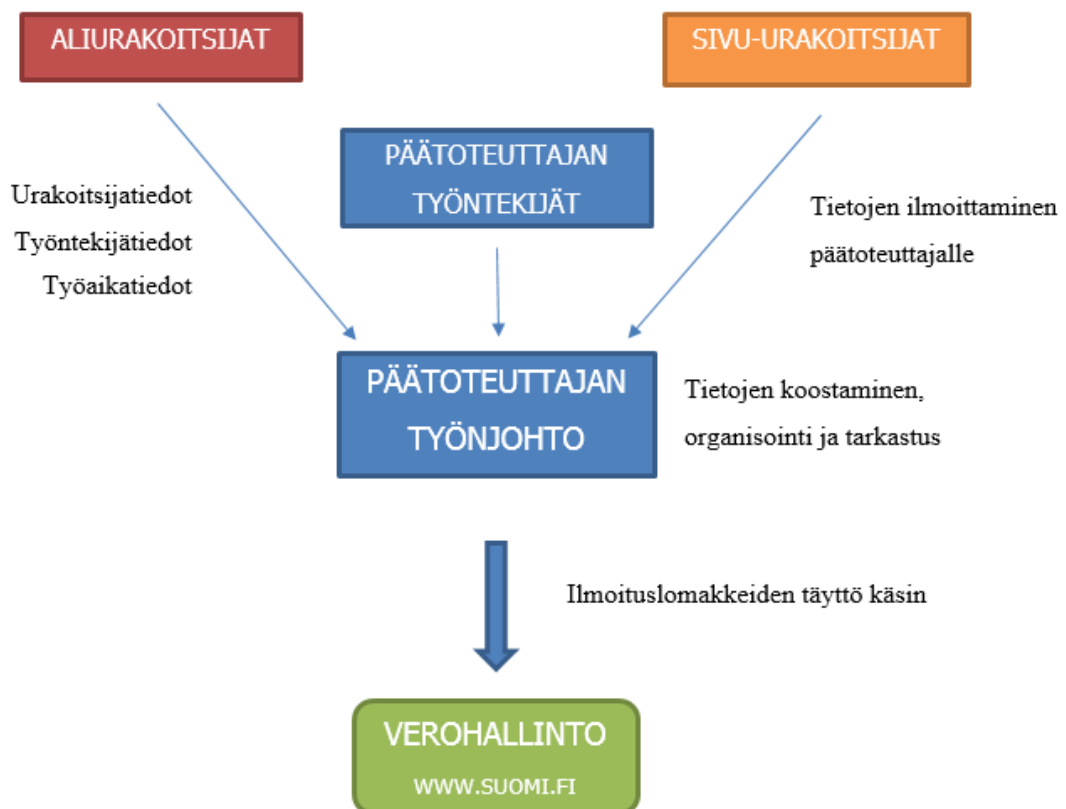 ALIURAKOITSIJAT
SIVU-URAKOITSIJAT
PÄÄTOTEUTTAJAN
TYÖNTEKIJÄT
Urakoitsijatiedot
Työntekijätiedot
Työaikatiedot
Tietojen ilmoittaminen
päätoteuttajalle
PÄÄTOTEUTTAJAN
TYÖNJOHTO
Tietojen koostaminen,
organisointi ja tarkastus
Ilmoituslomakkeiden täyttö käsin
VEROHALLINTO
WWW.SUOMI.FI